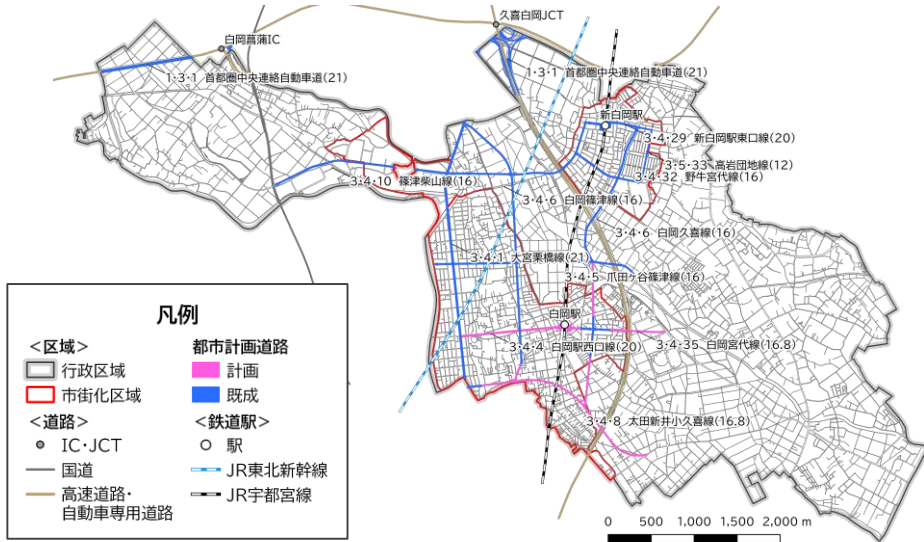 久喜白岡JCT
白岡菖蒲IC
1・3・1 首都圏中央連絡自動車道(21)
1・3・1 首都圏中央連絡自動車道(21)
新白岡駅
3・4・29 新白岡駅東口線(20)
3・5・33 高岩団地線(12)
3・4・32 野牛宮代線(16)
3・4・10 篠津柴山線(16)
3・4・6 白岡篠津線(16)
3・4・6 白岡久喜線(16)
3・4・1 大宮栗橋線(21)
3・4・5 爪田ヶ谷篠津線(16)
白岡駅
3・4・4 白岡駅西口線(20)
3・4・35 白岡宮代線(16.8)
3・4・8 太田新井小久喜線(16.8)
凡例
<区域>
行政区域
市街化区域
<道路>
IC・JCT
国道
高速道路・
自動車専用道路
都市計画道路
計画
既成
<鉄道駅>
駅
JR東北新幹線
JR宇都宮線
0 500 1,000 1,500 2,000 m